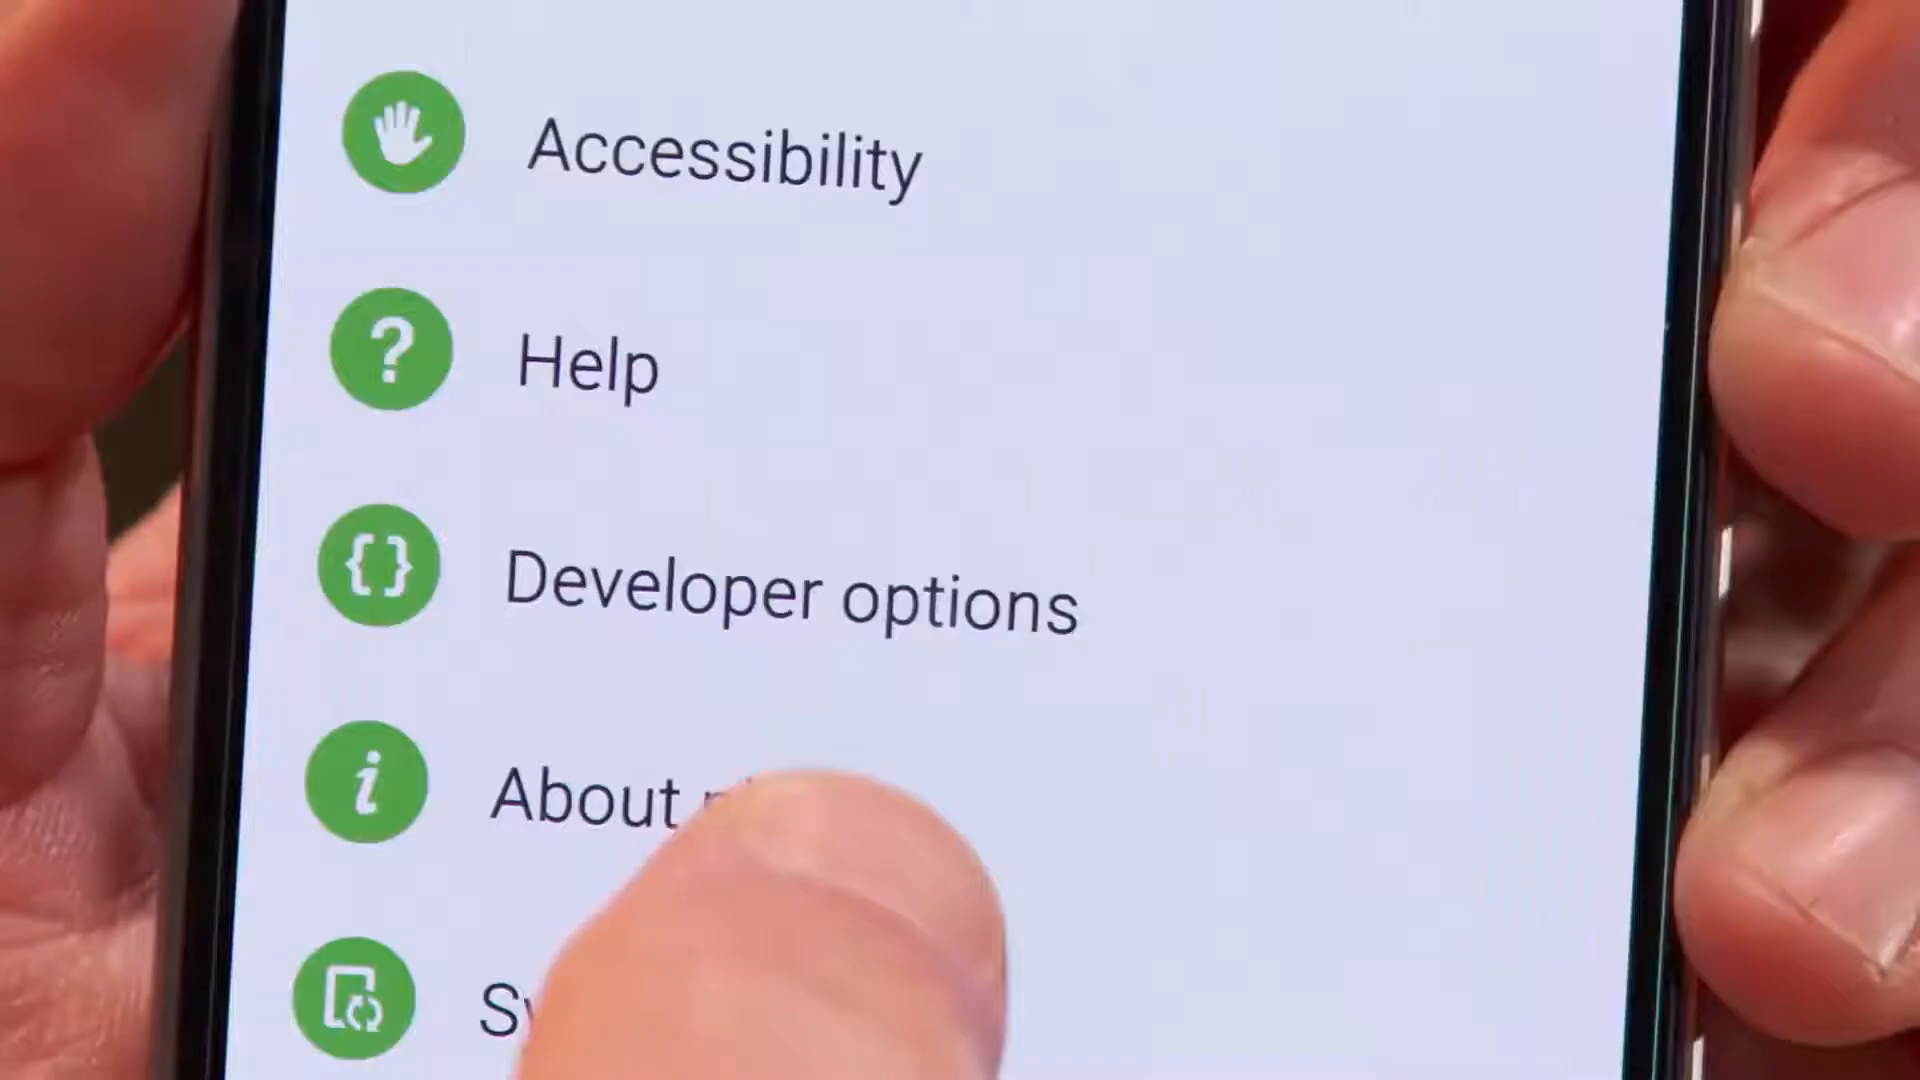 Accessibility
?
Help
{}
Developer options
i
About